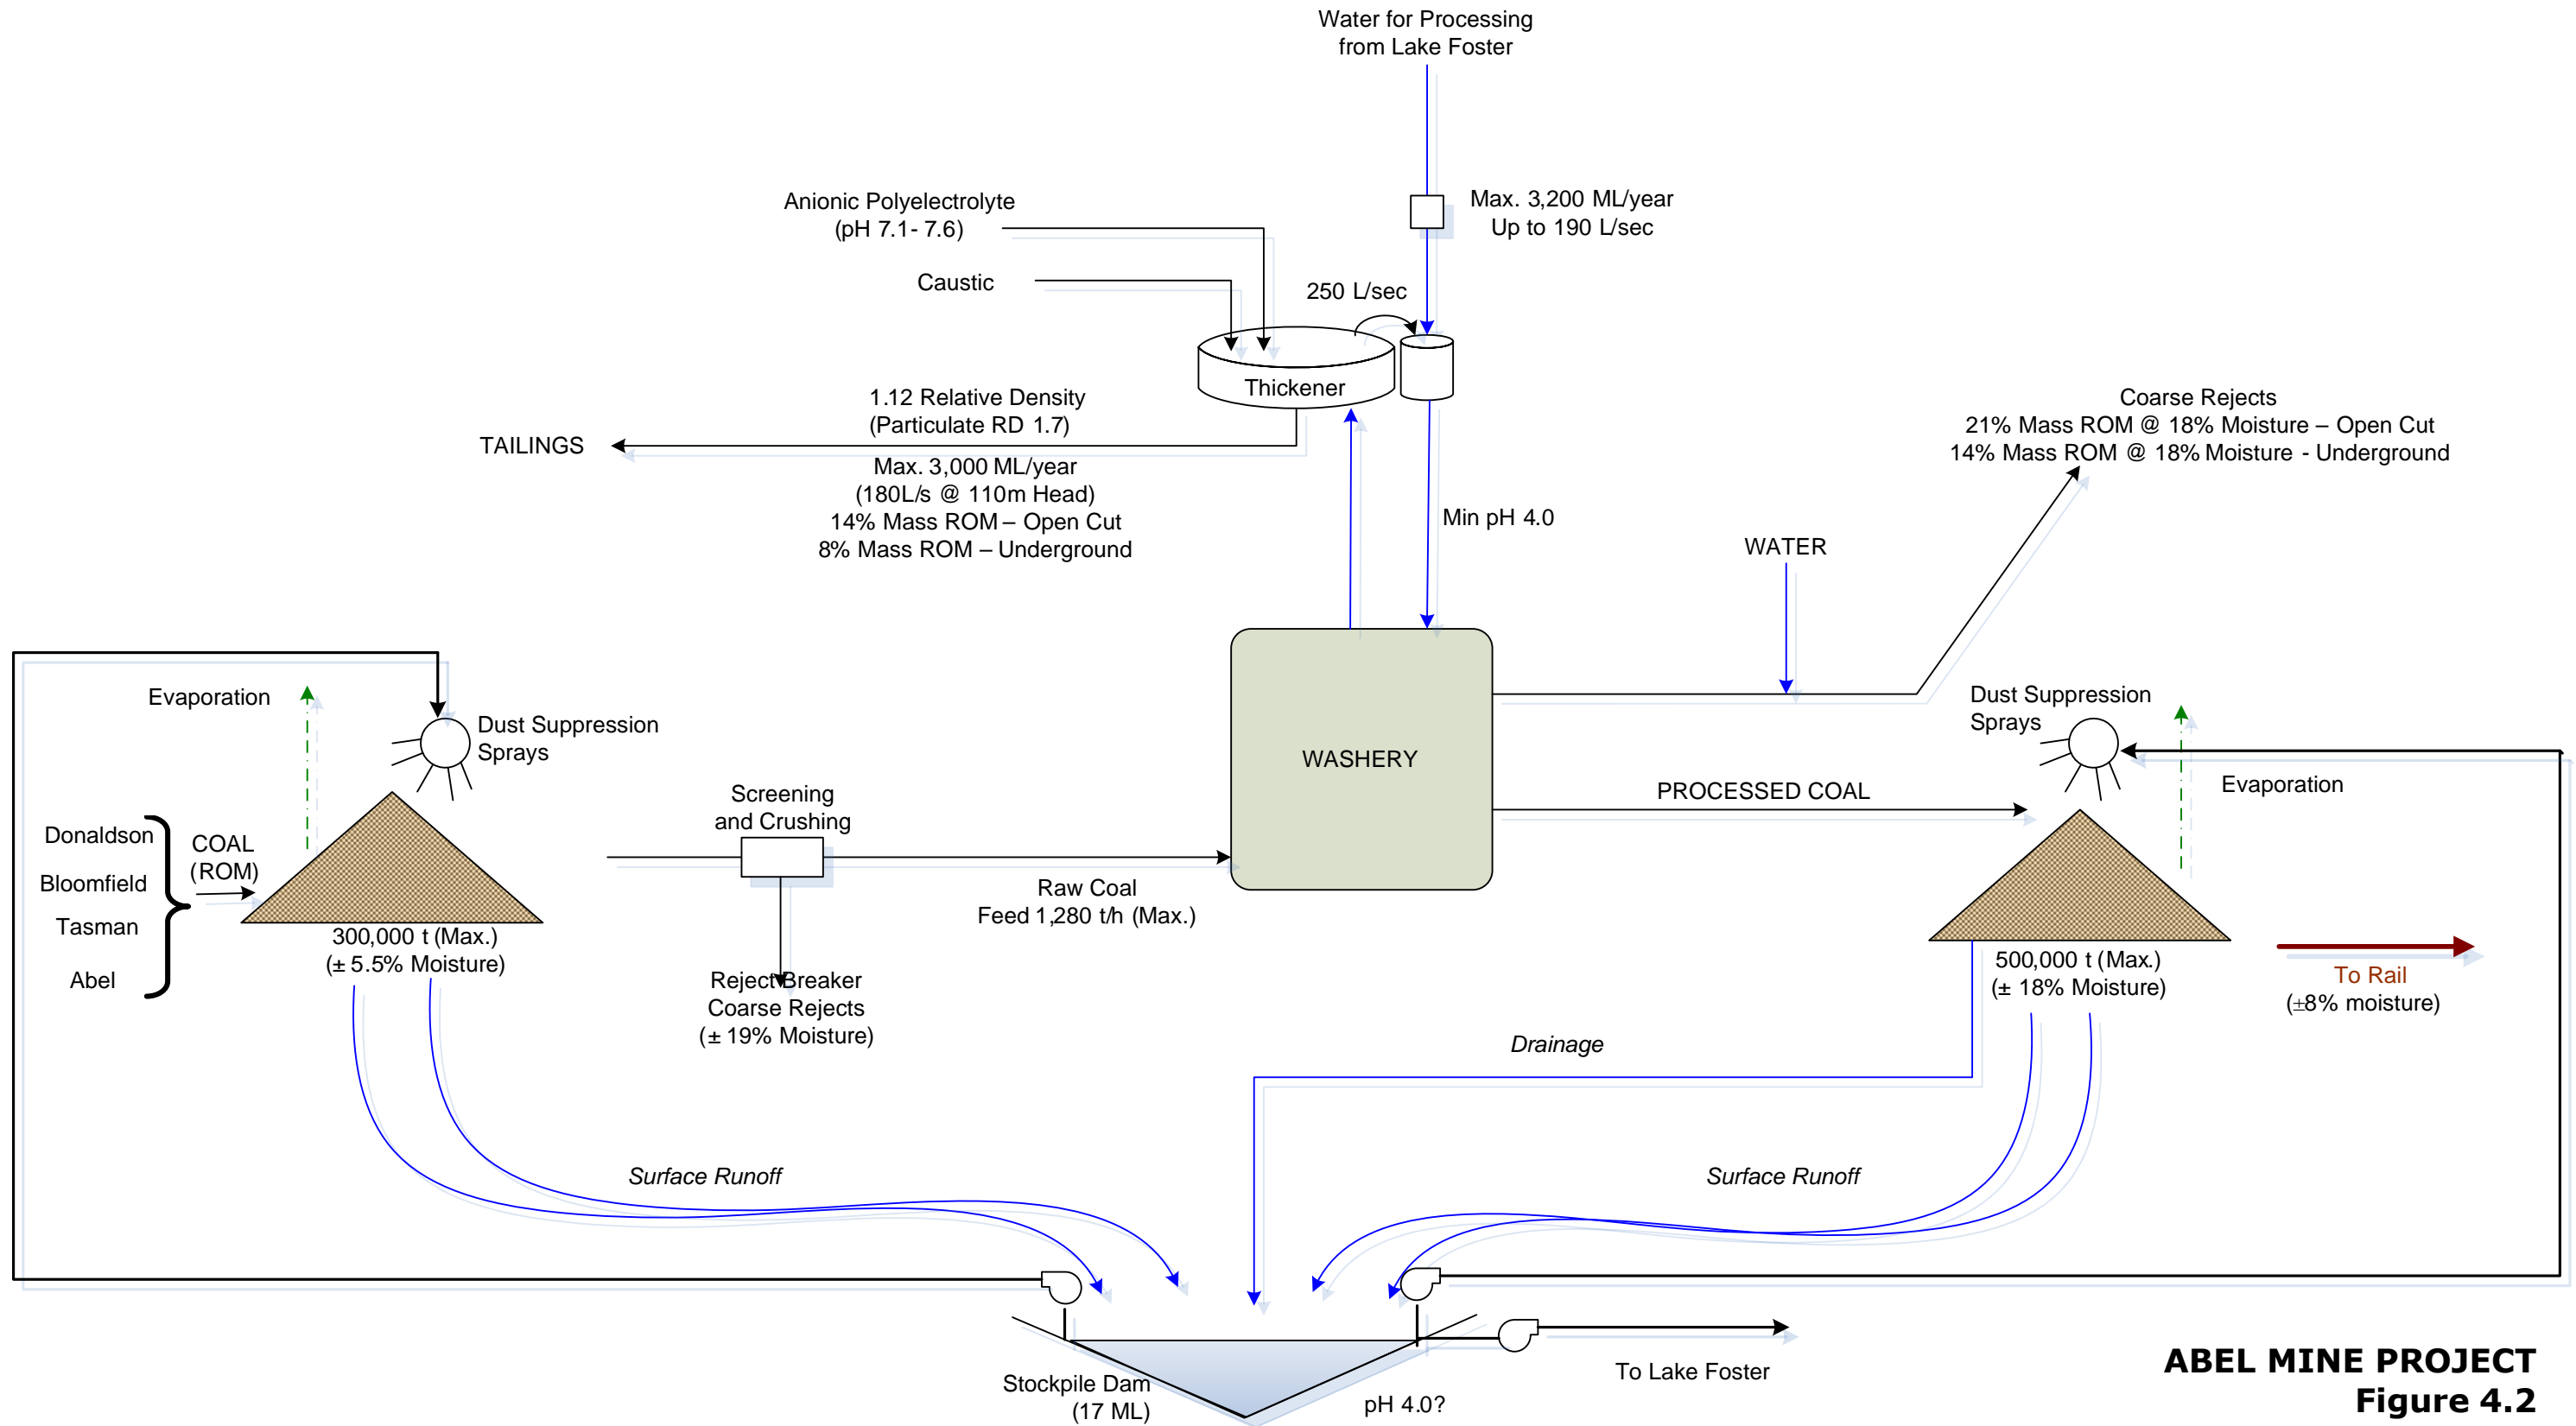 Water for Processing
from Lake Foster
Anionic Polyelectrolyte
(pH 7.1- 7.6)
Max. 3,200 ML/year
Up to 190 L/sec
Caustic
250 L/sec
Thickener
1.12 Relative Density
(Particulate RD 1.7)
TAILINGS
Max. 3,000 ML/year
(180L/s @ 110m Head)
14% Mass ROM – Open Cut
8% Mass ROM – Underground
Coarse Rejects
21% Mass ROM @ 18% Moisture – Open Cut
14% Mass ROM @ 18% Moisture - Underground
Min pH 4.0
WATER
Evaporation
Dust Suppression
Sprays
WASHERY
Dust Suppression
Sprays
Evaporation
Screening
and Crushing
PROCESSED COAL
Donaldson
Bloomfield
Tasman
Abel
COAL
(ROM)
300,000 t (Max.)
(± 5.5% Moisture)
Raw Coal
Feed 1,280 t/h (Max.)
Reject Breaker
Coarse Rejects
(± 19% Moisture)
500,000 t (Max.)
(± 18% Moisture)
To Rail
(±8% moisture)
Drainage
Surface Runoff
Surface Runoff
Stockpile Dam
(17 ML)
pH 4.0?
To Lake Foster
ABEL MINE PROJECT
Figure 4.2